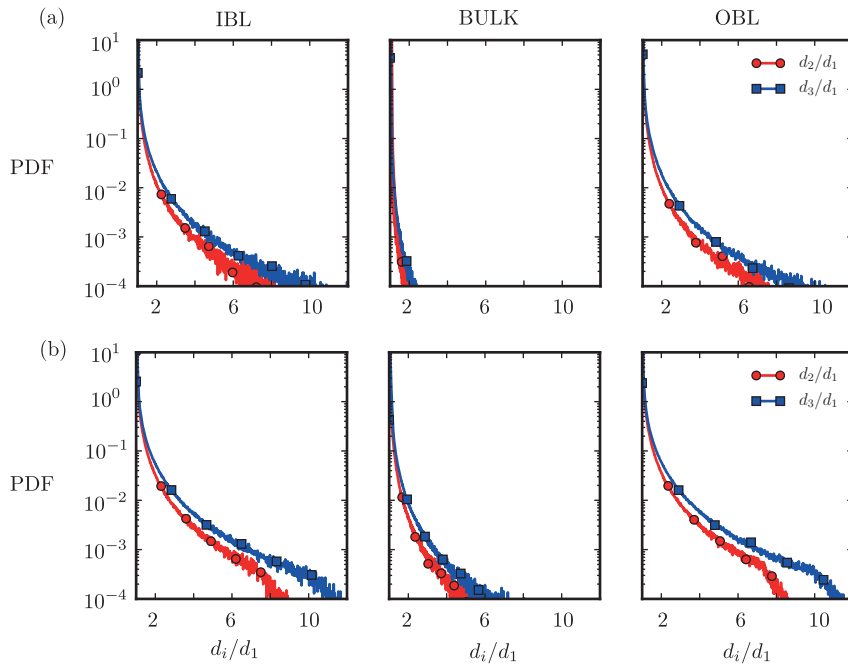 (a) IBL BULK OBL
10^1
10^0
10^{-1}
10^{-2}
10^{-3}
10^{-4}
PDF
d_2/d_1
d_3/d_1
2 6 10 2 6 10 2 6 10
(b)
10^1
10^0
10^{-1}
10^{-2}
10^{-3}
10^{-4}
PDF
d_2/d_1
d_3/d_1
2 6 10 2 6 10 2 6 10
d_i/d_1 d_i/d_1 d_i/d_1